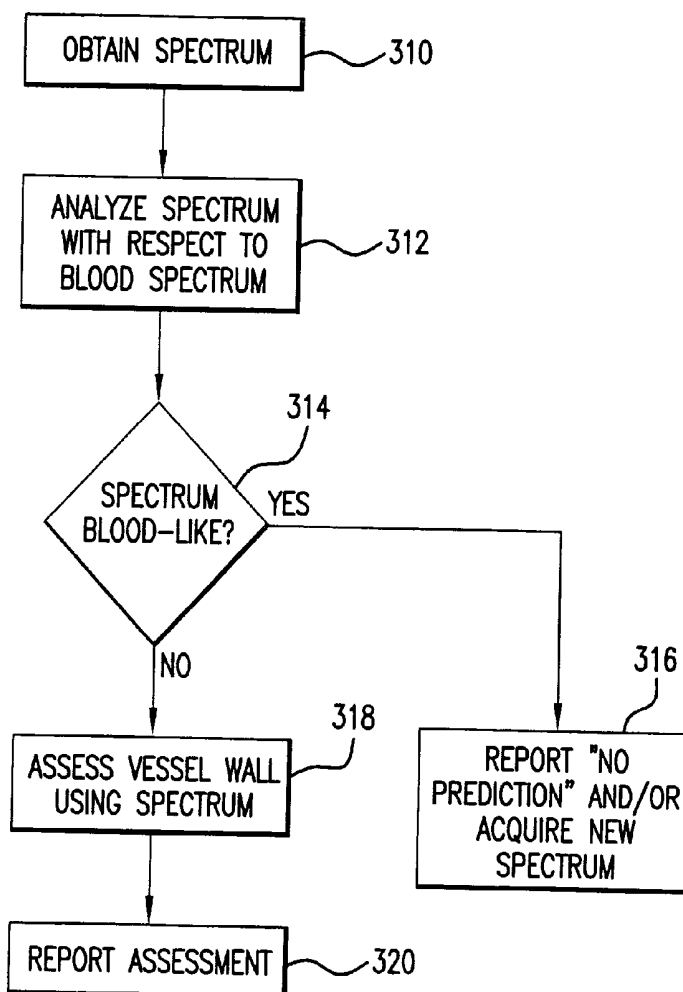 OBTAIN SPECTRUM
310
ANALYZE SPECTRUM
WITH RESPECT TO
BLOOD SPECTRUM
312
314
SPECTRUM
BLOOD-LIKE?
YES
NO
316
REPORT "NO
PREDICTION" AND/OR
ACQUIRE NEW
SPECTRUM
318
ASSESS VESSEL WALL
USING SPECTRUM
REPORT ASSESSMENT
320